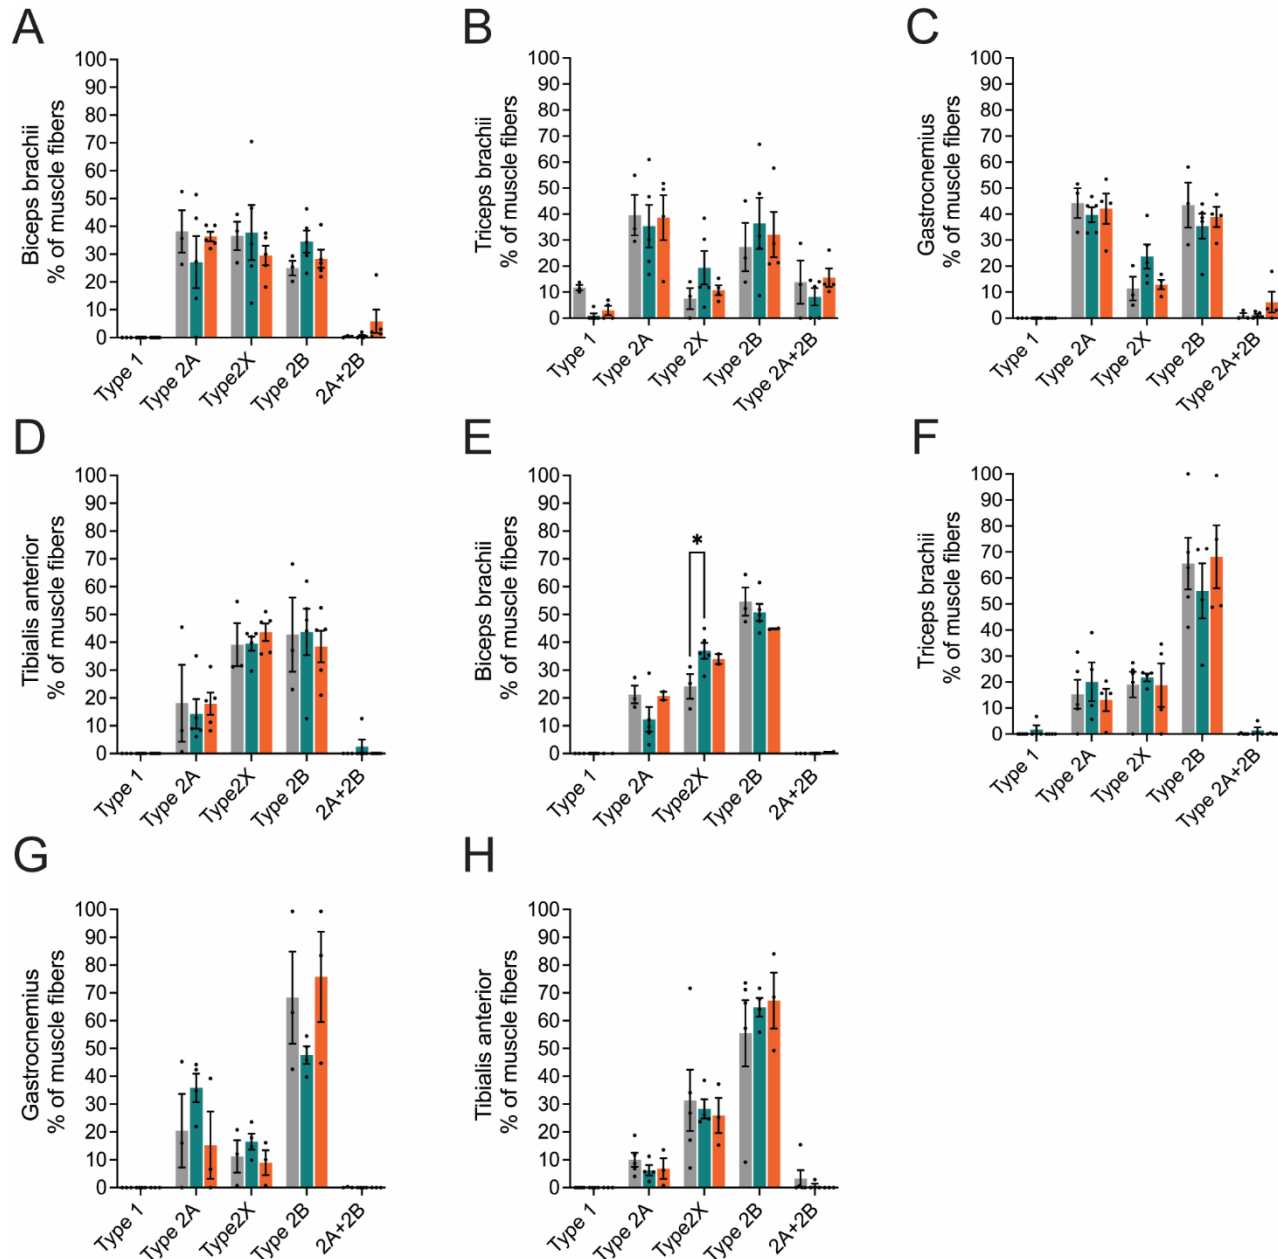 A
Biceps brachii
% of muscle fibers
100
90
80
70
60
50
40
30
20
10
0
Type 1
Type 2A
Type2X
Type 2B
2A+2B
B
Triceps brachii
% of muscle fibers
100
90
80
70
60
50
40
30
20
10
0
Type 1
Type 2A
Type 2X
Type 2B
Type 2A+2B
C
Gastrocnemius
% of muscle fibers
100
90
80
70
60
50
40
30
20
10
0
Type 1
Type 2A
Type 2X
Type 2B
Type 2A+2B
D
Tibialis anterior
% of muscle fibers
100
90
80
70
60
50
40
30
20
10
0
Type 1
Type 2A
Type2X
Type 2B
2A+2B
E
Biceps brachii
% of muscle fibers
100
90
80
70
60
50
40
30
20
10
0
*
Type 1
Type 2A
Type2X
Type 2B
2A+2B
F
Triceps brachii
% of muscle fibers
100
90
80
70
60
50
40
30
20
10
0
Type 1
Type 2A
Type 2X
Type 2B
Type 2A+2B
G
Gastrocnemius
% of muscle fibers
100
90
80
70
60
50
40
30
20
10
0
Type 1
Type 2A
Type2X
Type 2B
2A+2B
H
Tibialis anterior
% of muscle fibers
100
90
80
70
60
50
40
30
20
10
0
Type 1
Type 2A
Type2X
Type 2B
2A+2B